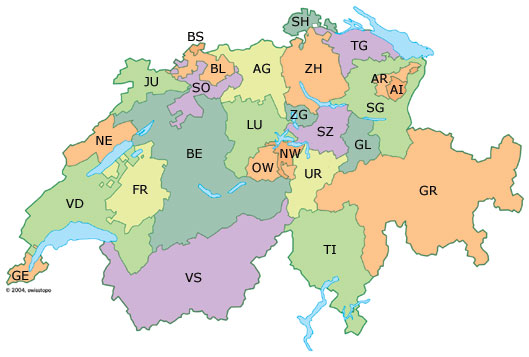 SH
BS
TG
JU
BL
AG
ZH
AR
SO
AI
SG
ZG
LU
SZ
NE
BE
GL
NW
OW
UR
FR
GR
VD
TI
GE
VS
© 2004, swisstopo